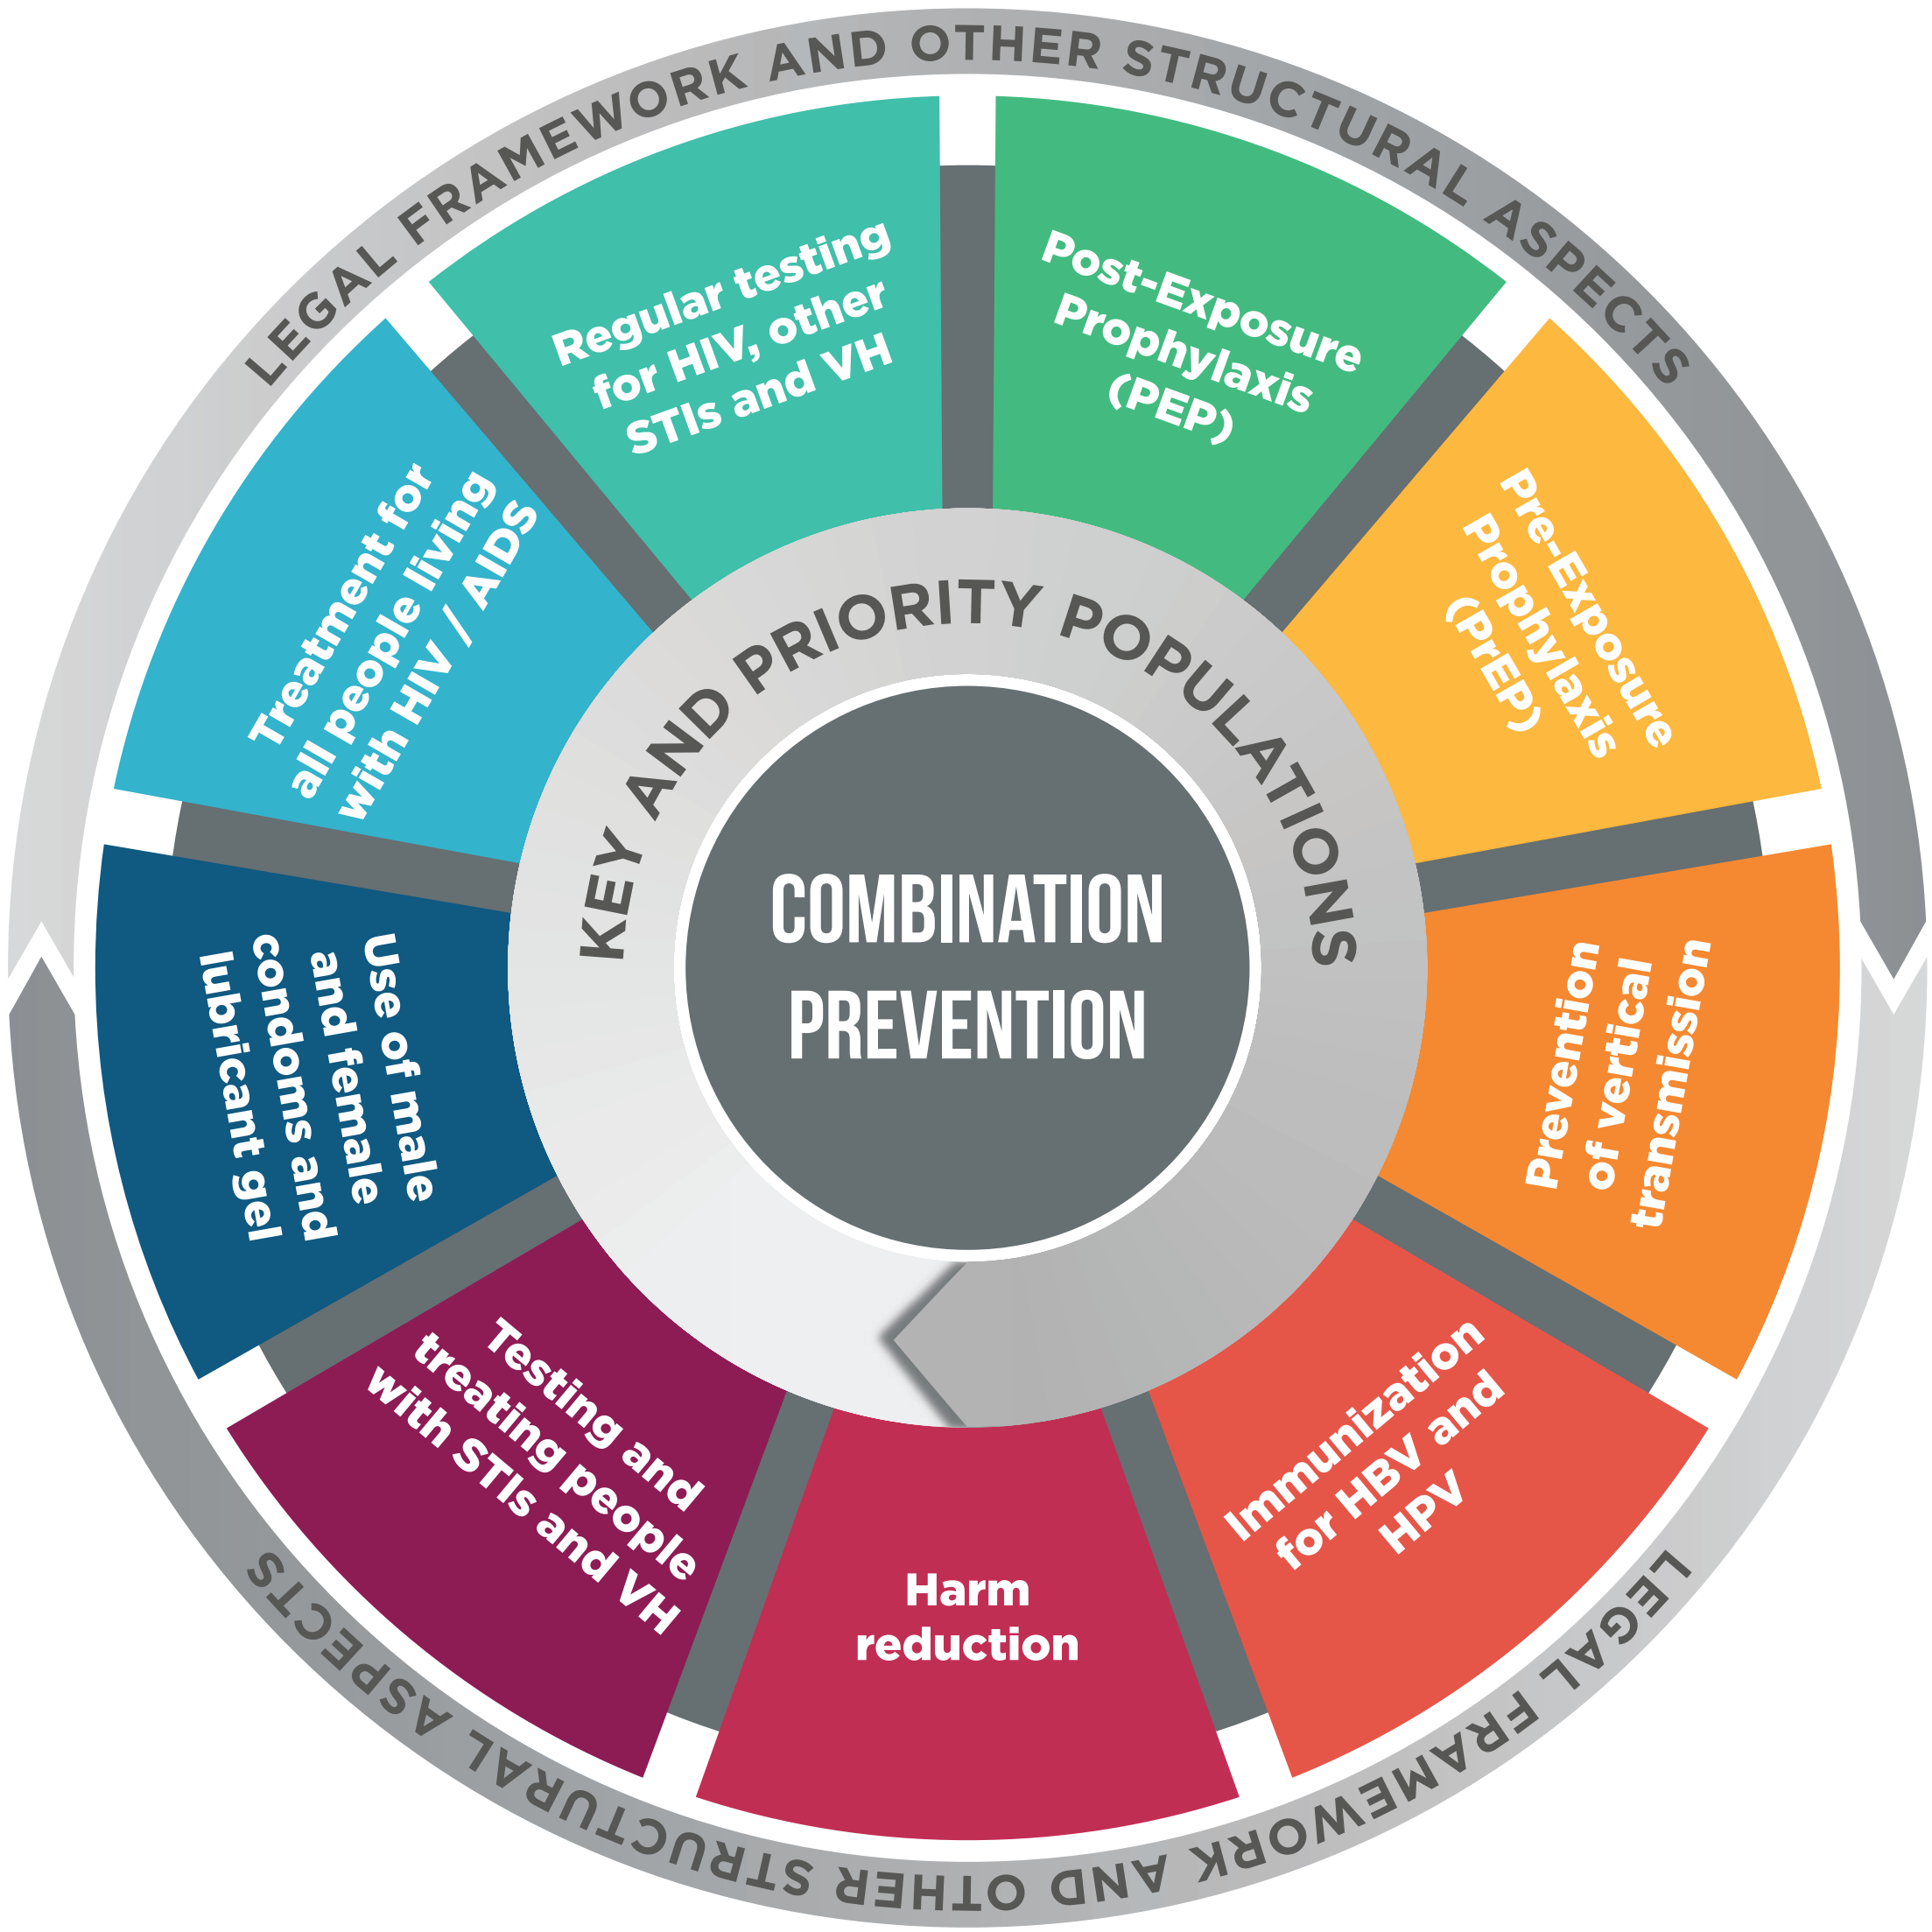 LEGAL FRAMEWORK AND OTHER STRUCTURAL ASPECTS
Regular testing
for HIV, other
STIs and VH
Post-Exposure
Prophylaxis
(PEP)
Pre-Exposure
Prophylaxis
(PrEP)
Prevention
of vertical
transmission
Immunization
for HBV and
HPV
Harm
reduction
Testing and
treating people
with STIs and VH
Use of male
and female
condoms and
lubricant gel
Treatment for
all people living
with HIV / AIDS
KEY AND PRIORITY POPULATIONS
COMBINATION
PREVENTION
LEGAL FRAMEWORK AND OTHER STRUCTURAL ASPECTS